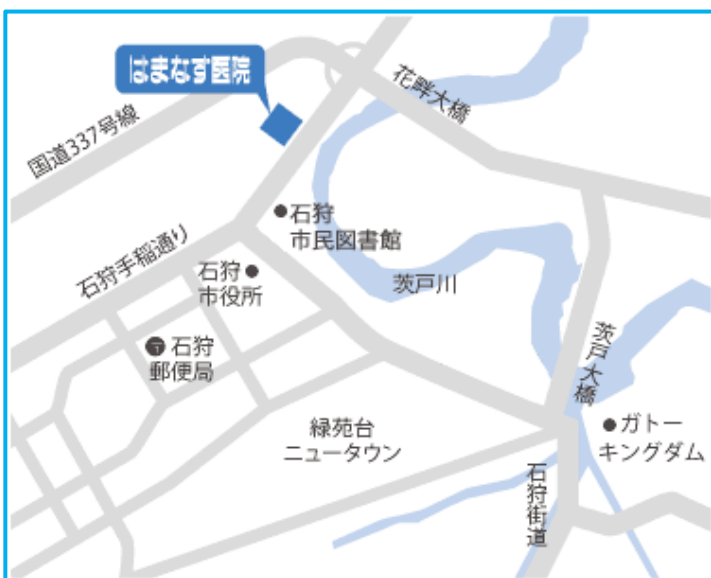 はまなす医院
花畔大橋
国道337号線
石狩
市民図書館
石狩手稲通り
石狩
市役所
茨戸川
〒石狩
郵便局
茨戸大橋
緑苑台
ニュータウン
ガトー
キングダム
石狩街道